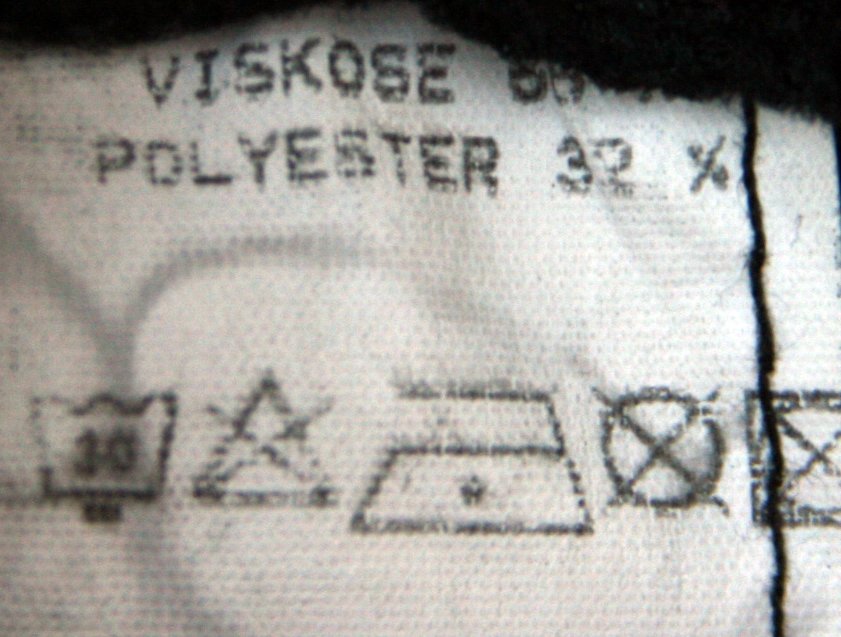 VISKOSE
POLYESTER 32 %
30